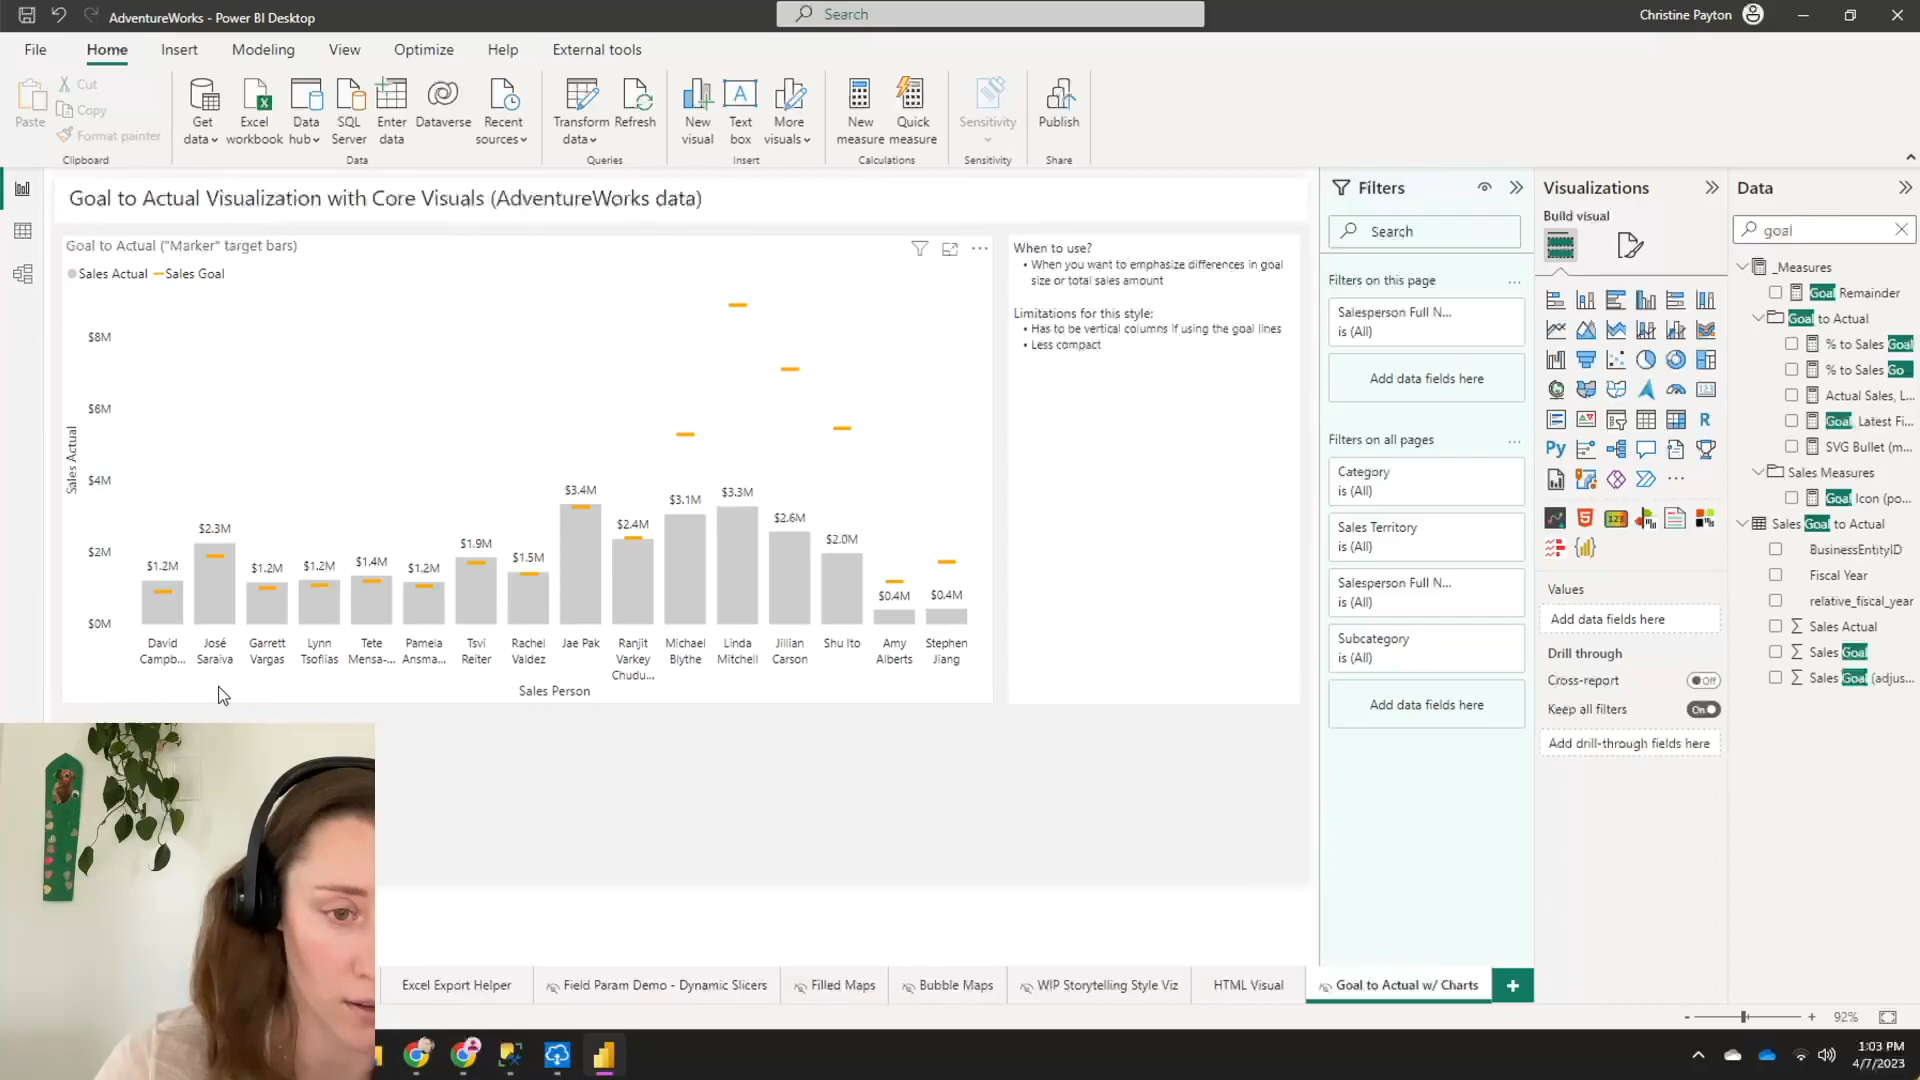 AdventureWorks - Power BI Desktop
Search
Christine Payton
File
Home
Insert
Modeling
View
Optimize
Help
External tools
Paste
Cut
Copy
Format painter
Clipboard
Get data
Excel workbook
Data hub
SQL Server
Enter data
Dataverse
Recent sources
Data
Transform data
Refresh
Queries
New visual
Text box
More visuals
Insert
New measure
Quick measure
Calculations
Sensitivity
Sensitivity
Publish
Share
Goal to Actual Visualization with Core Visuals (AdventureWorks data)
Goal to Actual ("Marker" target bars)
Sales Actual
Sales Goal
$8M
$6M
$4M
$2M
$0M
Sales Actual
$1.2M
$2.3M
$1.2M
$1.2M
$1.4M
$1.2M
$1.9M
$1.5M
$3.4M
$2.4M
$3.1M
$3.3M
$2.6M
$2.0M
$0.4M
$0.4M
David Campb...
José Saraiva
Garrett Vargas
Lynn Tsoflias
Tete Mensa-...
Pamela Ansma...
Tsvi Reiter
Rachel Valdez
Jae Pak
Ranjit Varkey Chudu...
Michael Blythe
Linda Mitchell
Jillian Carson
Shu Ito
Amy Alberts
Stephen Jiang
Sales Person
When to use?
• When you want to emphasize differences in goal
size or total sales amount
Limitations for this style:
• Has to be vertical columns if using the goal lines
• Less compact
Filters
Search
Filters on this page
...
Salesperson Full N...
is (All)
Add data fields here
Filters on all pages
...
Category
is (All)
Sales Territory
is (All)
Salesperson Full N...
is (All)
Subcategory
is (All)
Add data fields here
Visualizations
Build visual
R
Py
123
...
Values
Add data fields here
Drill through
Cross-report
Off
Keep all filters
On
Add drill-through fields here
Data
goal
_Measures
Goal Remainder
Goal to Actual
% to Sales Goal
% to Sales Go
Actual Sales, L...
Goal, Latest Fi...
SVG Bullet (m...
Sales Measures
Goal Icon (po...
Sales Goal to Actual
BusinessEntityID
Fiscal Year
relative_fiscal_year
Sales Actual
Sales Goal
Sales Goal (adjus...
Excel Export Helper
Field Param Demo - Dynamic Slicers
Filled Maps
Bubble Maps
WIP Storytelling Style Viz
HTML Visual
Goal to Actual w/ Charts
+
- + 92%
1:03 PM
4/7/2023